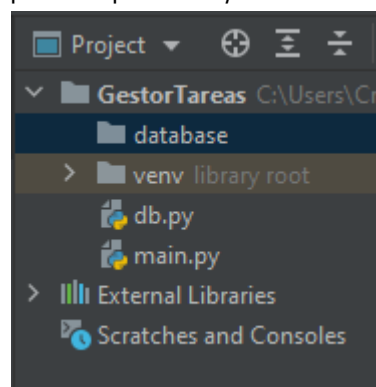 Project
GestorTareas C:\Users\Cr
database
venv library root
db.py
main.py
External Libraries
Scratches and Consoles